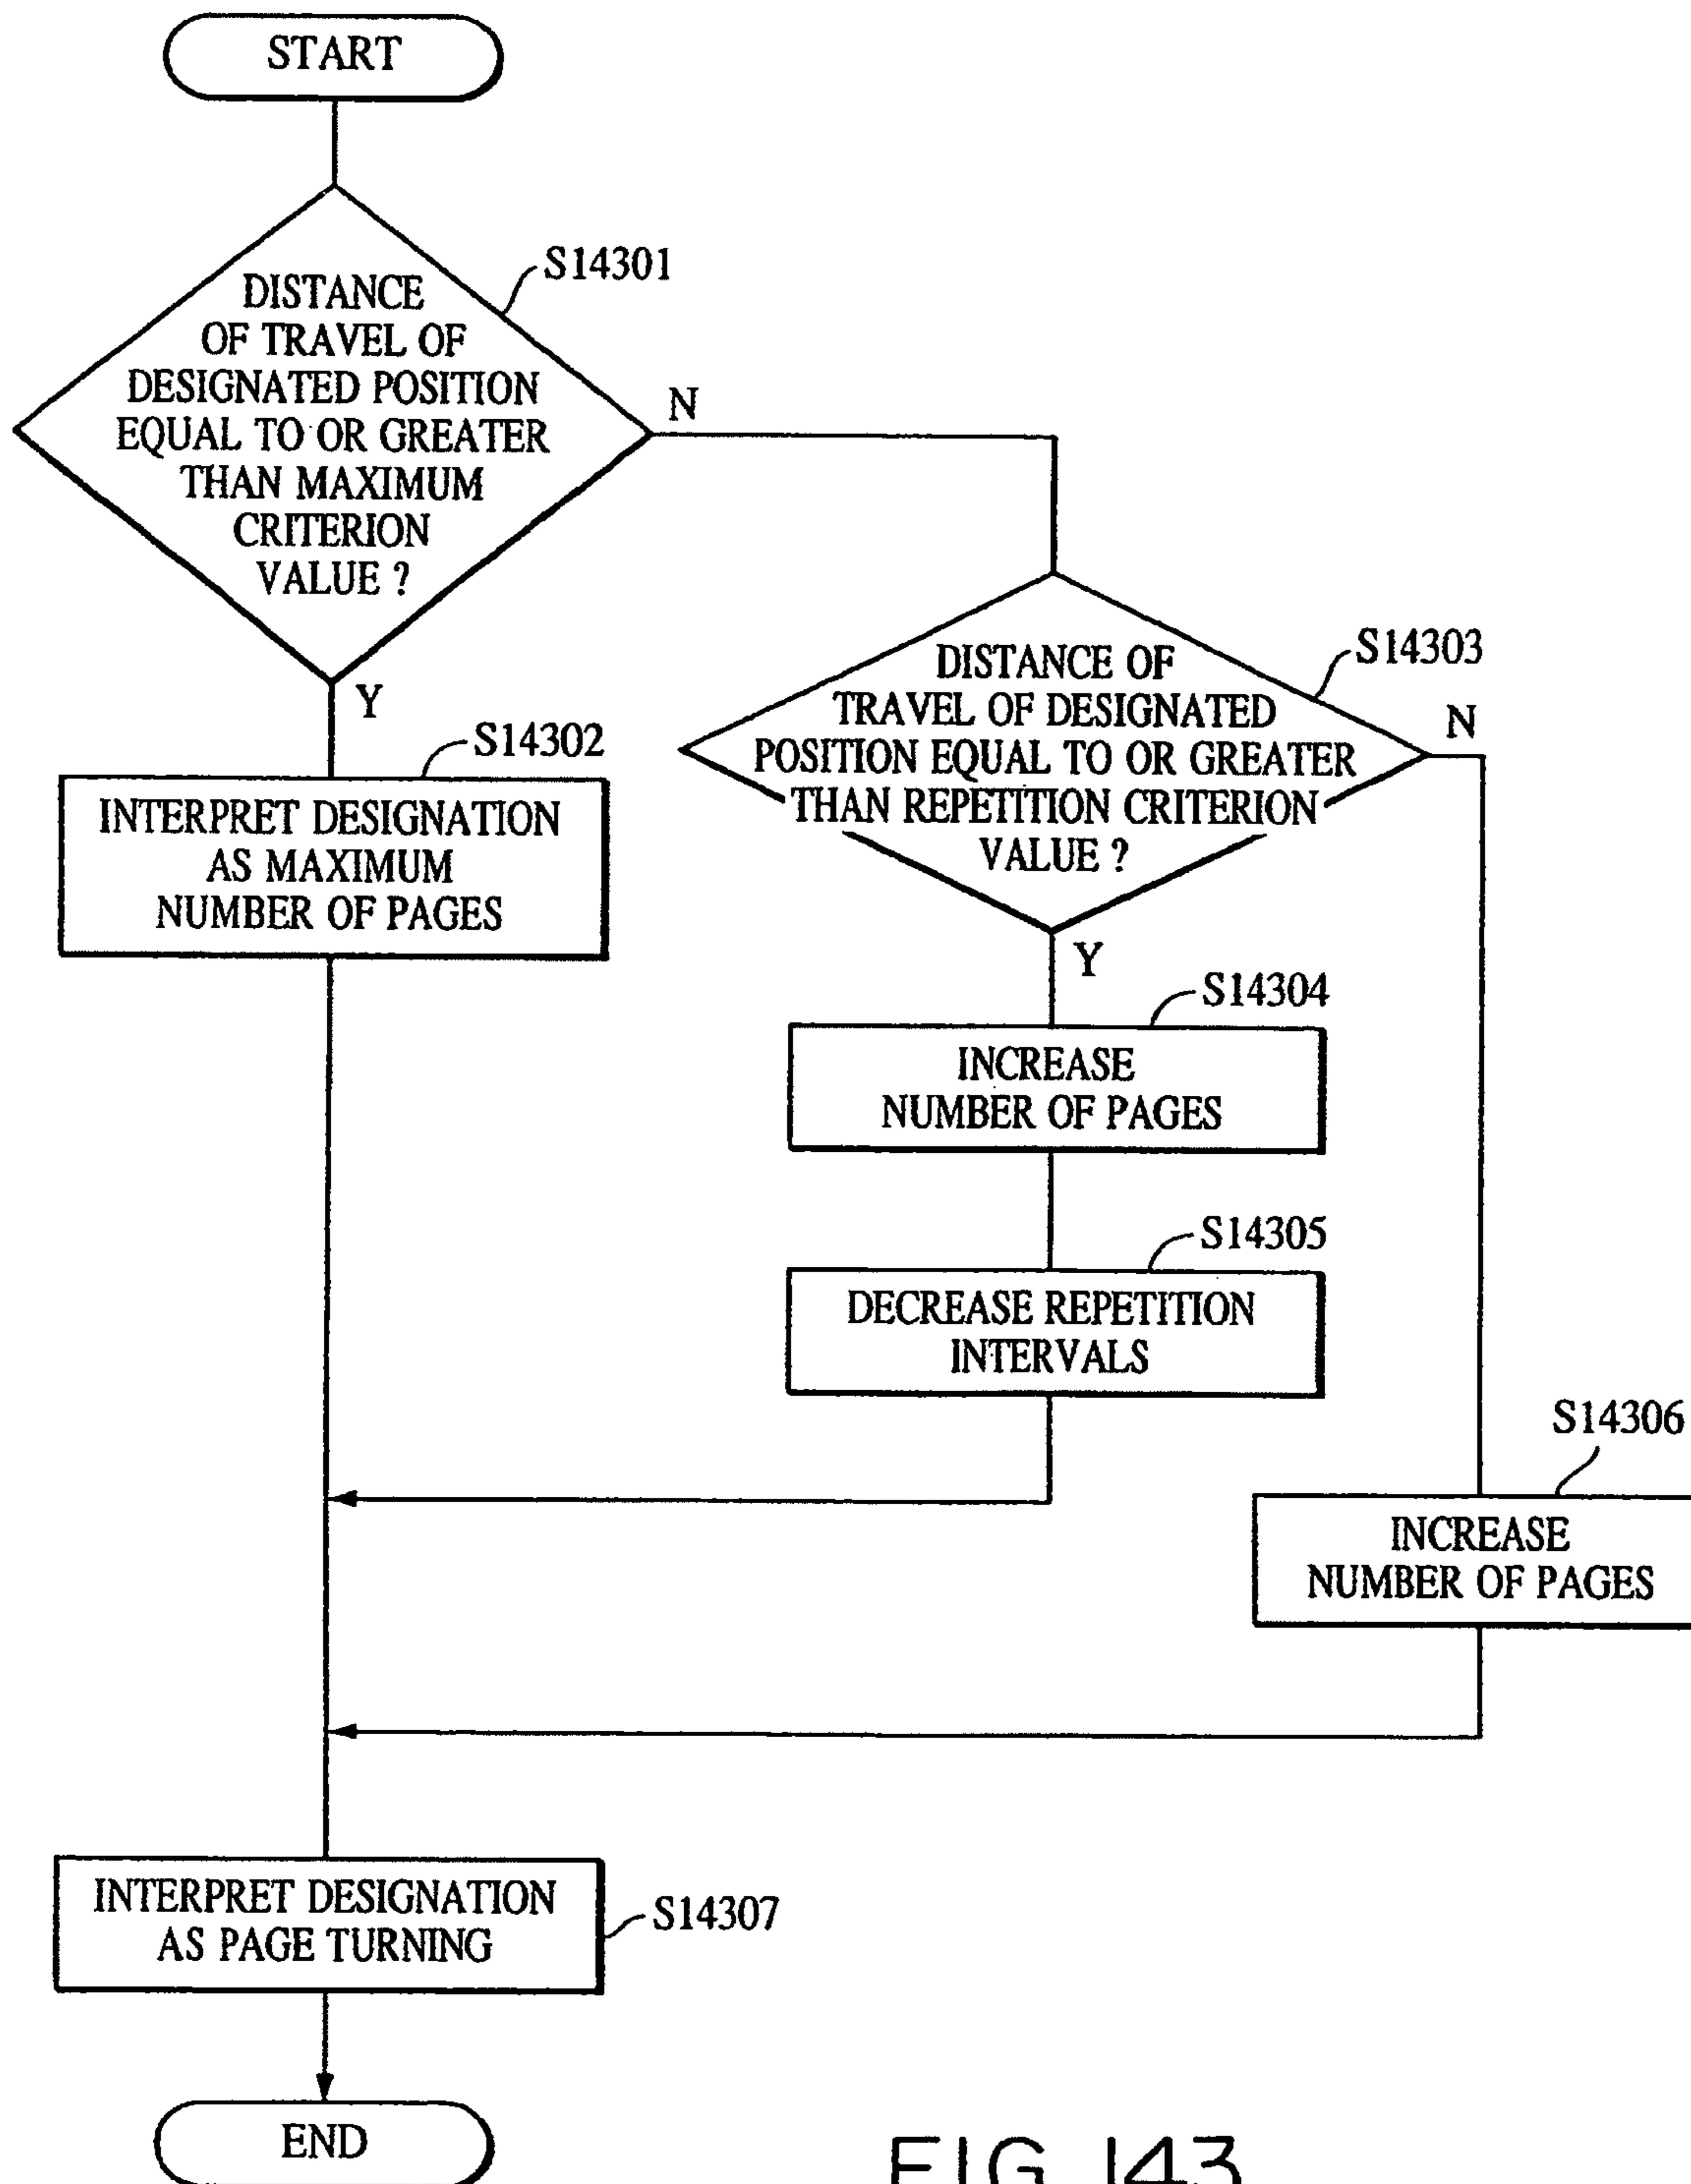 START
S14301
DISTANCE
OF TRAVEL OF
DESIGNATED POSITION
EQUAL TO OR GREATER
THAN MAXIMUM
CRITERION
VALUE ?
N
Y
S14302
INTERPRET DESIGNATION
AS MAXIMUM
NUMBER OF PAGES
S14303
DISTANCE OF
TRAVEL OF DESIGNATED
POSITION EQUAL TO OR GREATER
THAN REPETITION CRITERION
VALUE ?
N
Y
S14304
INCREASE
NUMBER OF PAGES
S14305
DECREASE REPETITION
INTERVALS
S14306
INCREASE
NUMBER OF PAGES
INTERPRET DESIGNATION
AS PAGE TURNING
S14307
END
FIG. 143